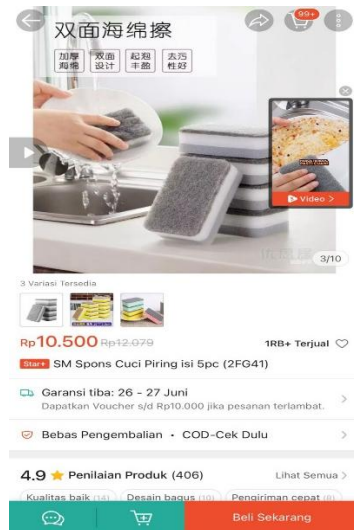 双面海绵擦
99+
加厚
海绵
双面
设计
起泡
丰盈
去污
性好
Video >
3/10
3 Variasi Tersedia
Rp10.500 Rp12.079
1RB+ Terjual
Star+ SM Spons Cuci Piring isi 5pc (2FG41)
Garansi tiba: 26 - 27 Juni
Dapatkan Voucher s/d Rp10.000 jika pesanan terlambat.
Bebas Pengembalian • COD-Cek Dulu
4.9 Penilaian Produk (406)
Lihat Semua >
Kualitas baik (14)
Desain bagus (10)
Pengiriman cepat (8)
Beli Sekarang